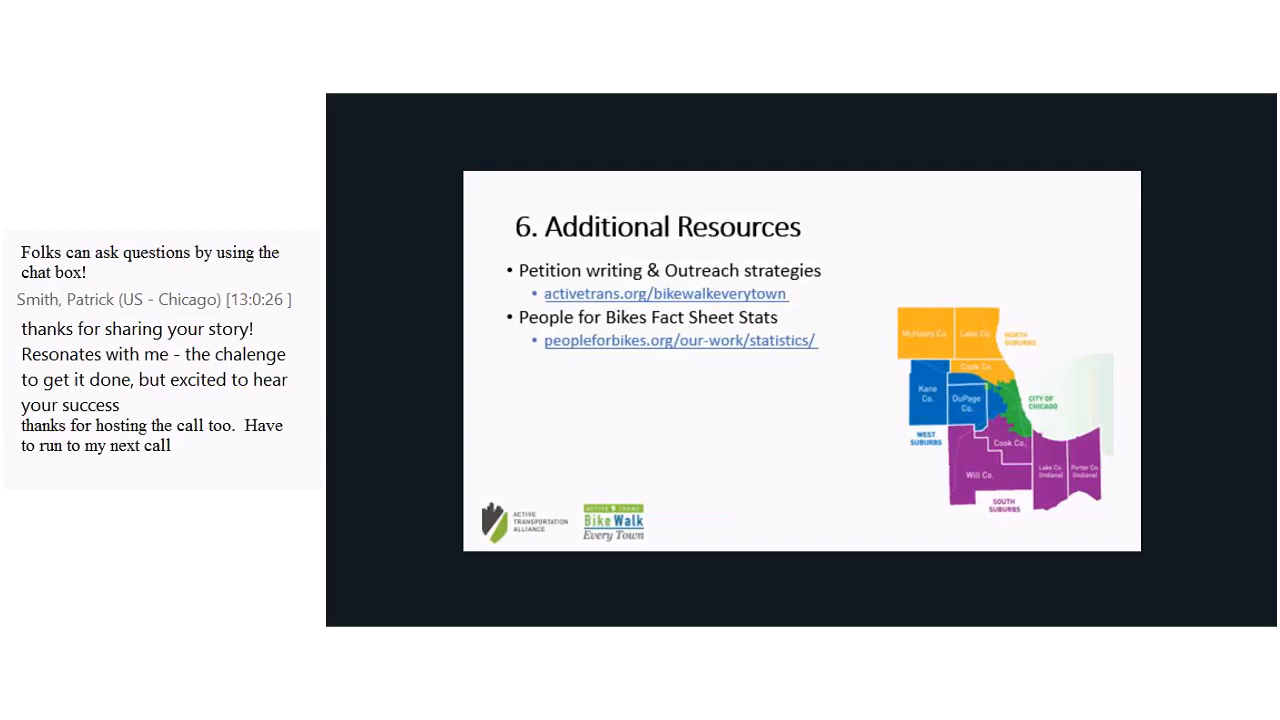 Folks can ask questions by using the
chat box!
Smith, Patrick (US - Chicago) [13:0:26 ]
thanks for sharing your story!
Resonates with me - the chalenge
to get it done, but excited to hear
your success
thanks for hosting the call too.  Have
to run to my next call
6. Additional Resources
• Petition writing & Outreach strategies
• activetrans.org/bikewalkeverytown
• People for Bikes Fact Sheet Stats
• peopleforbikes.org/our-work/statistics/
McHenry Co.
Lake Co.
NORTH
SUBURBS
Cook Co.
Kane
Co.
DuPage
Co.
CITY OF
CHICAGO
WEST
SUBURBS
Cook Co.
Will Co.
Lake Co.
(Indiana)
Porter Co.
(Indiana)
SOUTH
SUBURBS
ACTIVE
TRANSPORTATION
ALLIANCE
ACTIVE TRANS
Bike Walk
Every Town